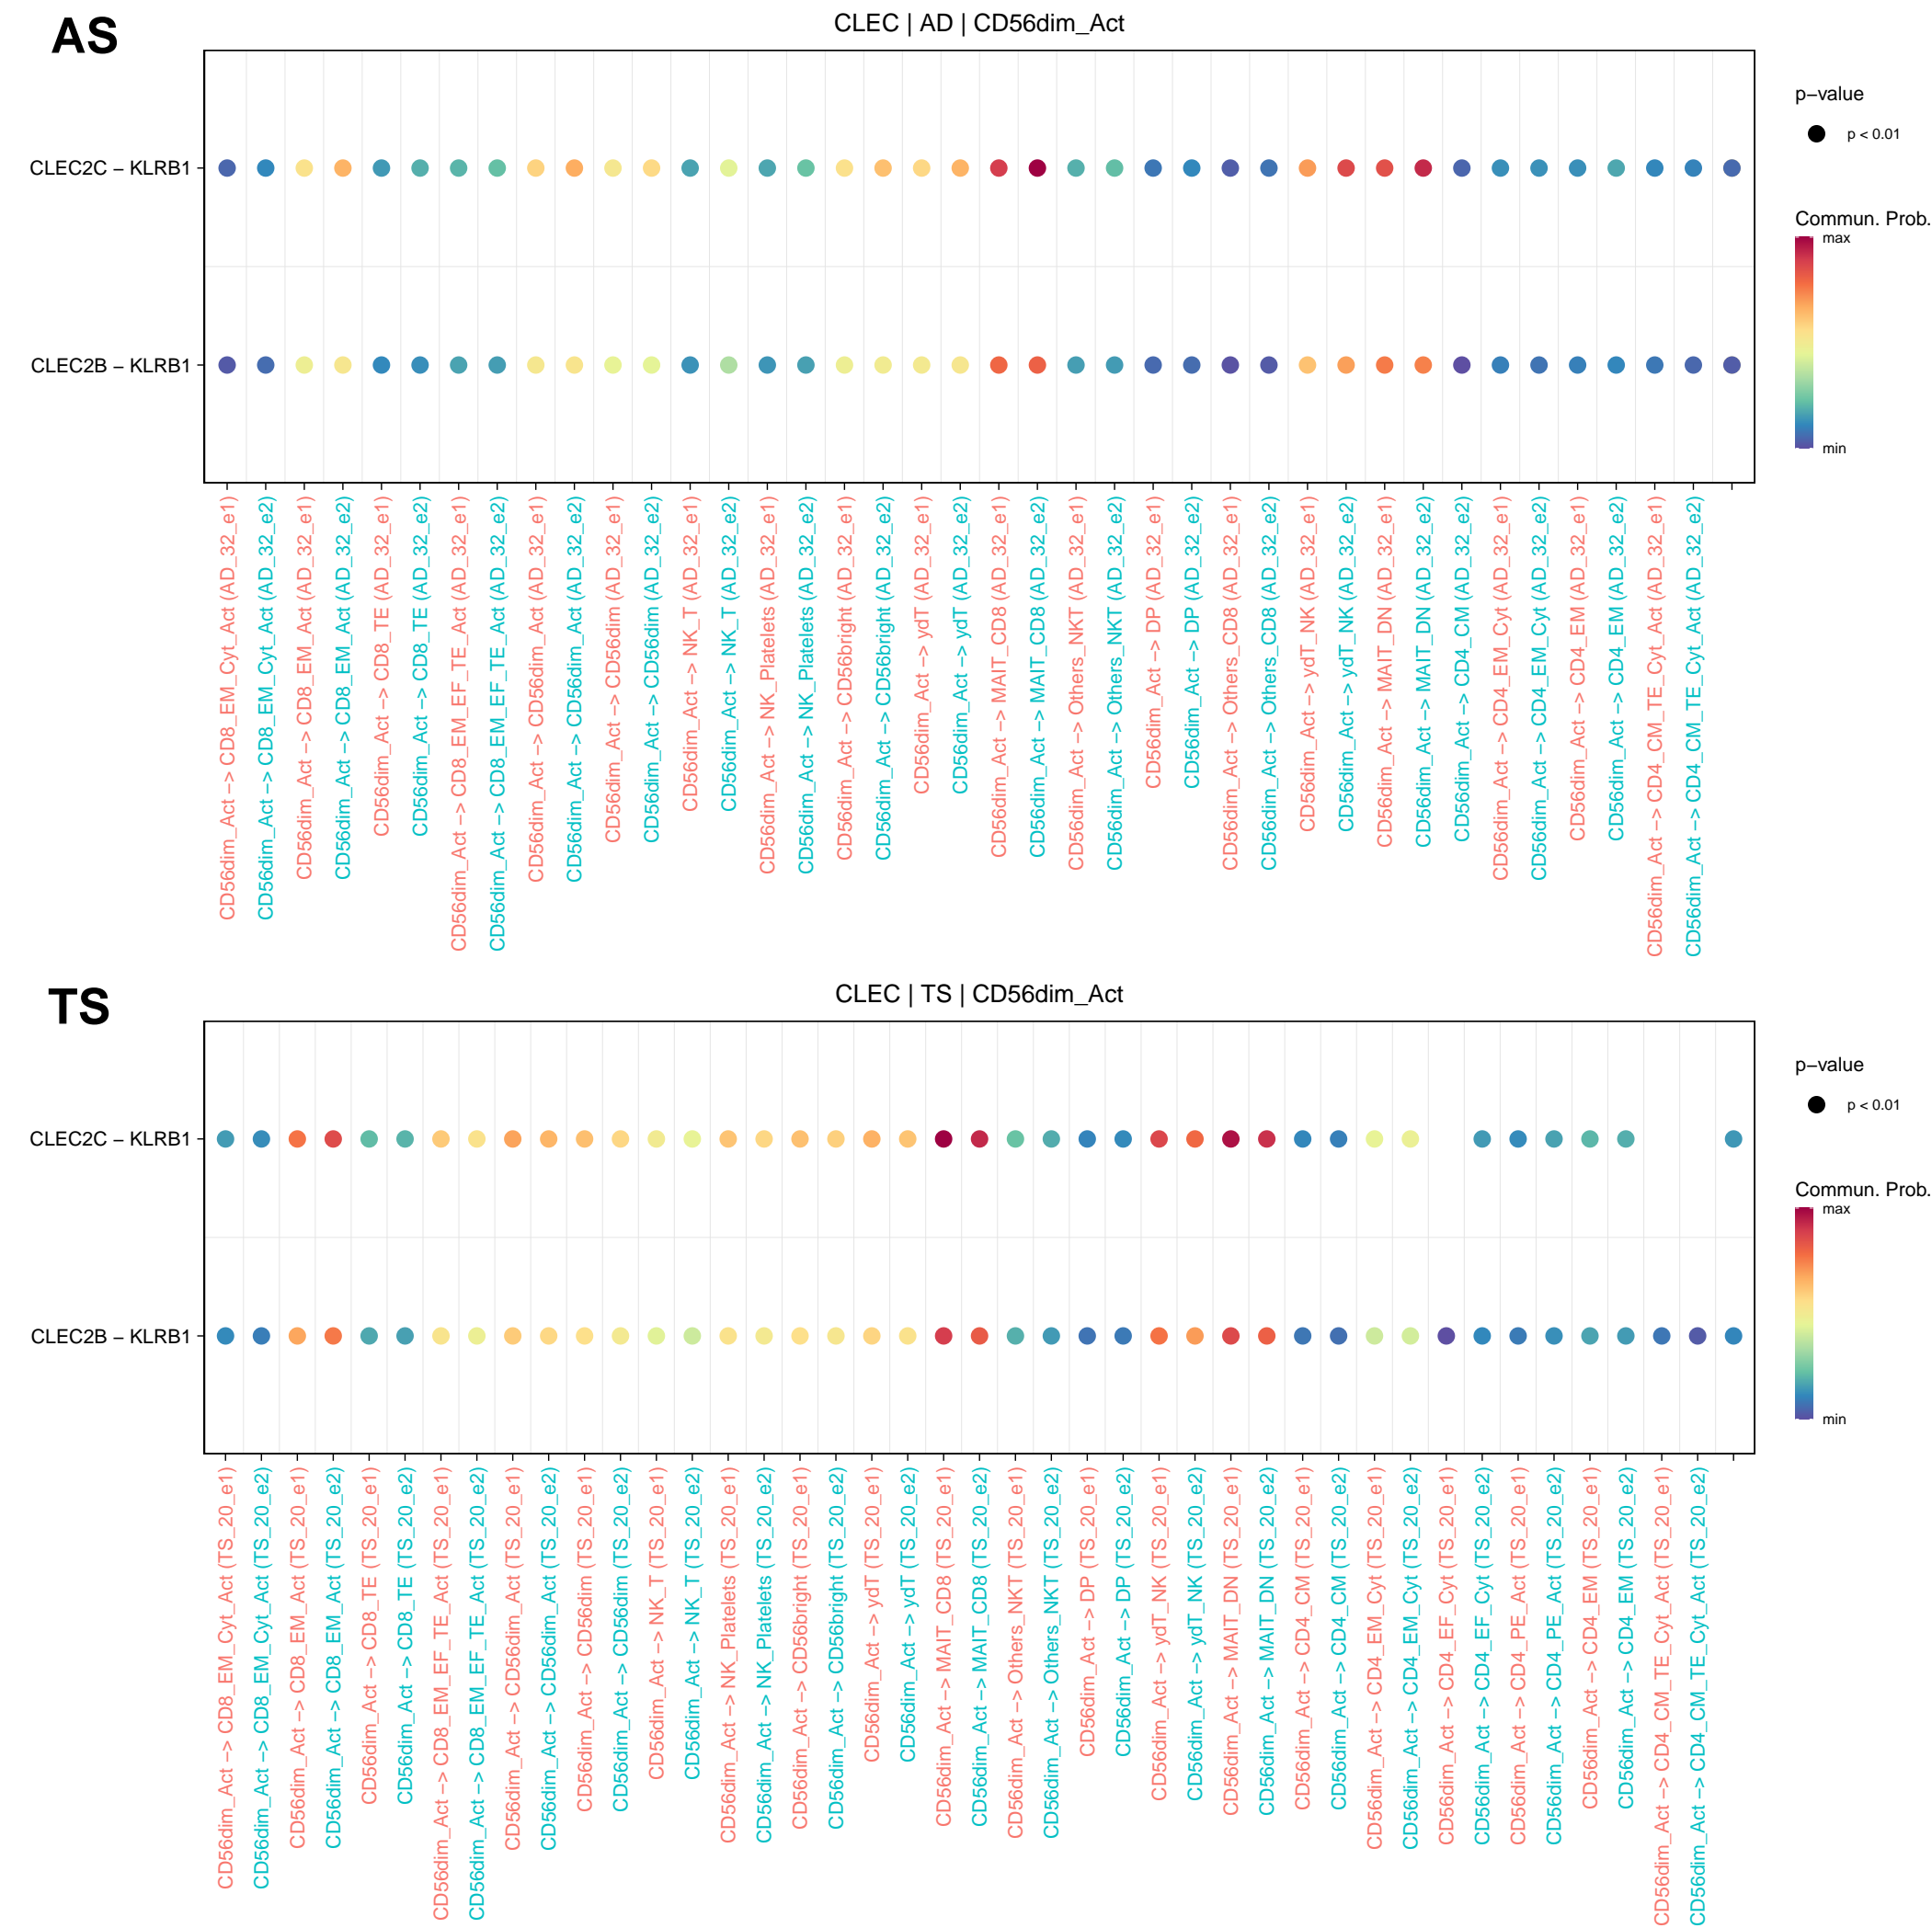 AS
CLEC | AD | CD56dim_Act
CLEC2C – KLRB1
CLEC2B – KLRB1
CD56dim_Act –> CD8_EM_Cyt_Act (AD_32_e1)
CD56dim_Act –> CD8_EM_Cyt_Act (AD_32_e2)
CD56dim_Act –> CD8_EM_Act (AD_32_e1)
CD56dim_Act –> CD8_EM_Act (AD_32_e2)
CD56dim_Act –> CD8_TE (AD_32_e1)
CD56dim_Act –> CD8_TE (AD_32_e2)
CD56dim_Act –> CD8_EM_EF_TE_Act (AD_32_e1)
CD56dim_Act –> CD8_EM_EF_TE_Act (AD_32_e2)
CD56dim_Act –> CD56dim_Act (AD_32_e1)
CD56dim_Act –> CD56dim_Act (AD_32_e2)
CD56dim_Act –> CD56dim (AD_32_e1)
CD56dim_Act –> CD56dim (AD_32_e2)
CD56dim_Act –> NK_T (AD_32_e1)
CD56dim_Act –> NK_T (AD_32_e2)
CD56dim_Act –> NK_Platelets (AD_32_e1)
CD56dim_Act –> NK_Platelets (AD_32_e2)
CD56dim_Act –> CD56bright (AD_32_e1)
CD56dim_Act –> CD56bright (AD_32_e2)
CD56dim_Act –> ydT (AD_32_e1)
CD56dim_Act –> ydT (AD_32_e2)
CD56dim_Act –> MAIT_CD8 (AD_32_e1)
CD56dim_Act –> MAIT_CD8 (AD_32_e2)
CD56dim_Act –> Others_NKT (AD_32_e1)
CD56dim_Act –> Others_NKT (AD_32_e2)
CD56dim_Act –> DP (AD_32_e1)
CD56dim_Act –> DP (AD_32_e2)
CD56dim_Act –> Others_CD8 (AD_32_e1)
CD56dim_Act –> Others_CD8 (AD_32_e2)
CD56dim_Act –> ydT_NK (AD_32_e1)
CD56dim_Act –> ydT_NK (AD_32_e2)
CD56dim_Act –> MAIT_DN (AD_32_e1)
CD56dim_Act –> MAIT_DN (AD_32_e2)
CD56dim_Act –> CD4_CM (AD_32_e2)
CD56dim_Act –> CD4_EM_Cyt (AD_32_e1)
CD56dim_Act –> CD4_EM_Cyt (AD_32_e2)
CD56dim_Act –> CD4_EM (AD_32_e1)
CD56dim_Act –> CD4_EM (AD_32_e2)
CD56dim_Act –> CD4_CM_TE_Cyt_Act (AD_32_e1)
CD56dim_Act –> CD4_CM_TE_Cyt_Act (AD_32_e2)
p–value
p < 0.01
Commun. Prob.
max
min
TS
CLEC | TS | CD56dim_Act
CLEC2C – KLRB1
CLEC2B – KLRB1
CD56dim_Act –> CD8_EM_Cyt_Act (TS_20_e1)
CD56dim_Act –> CD8_EM_Cyt_Act (TS_20_e2)
CD56dim_Act –> CD8_EM_Act (TS_20_e1)
CD56dim_Act –> CD8_EM_Act (TS_20_e2)
CD56dim_Act –> CD8_TE (TS_20_e1)
CD56dim_Act –> CD8_TE (TS_20_e2)
CD56dim_Act –> CD8_EM_EF_TE_Act (TS_20_e1)
CD56dim_Act –> CD8_EM_EF_TE_Act (TS_20_e2)
CD56dim_Act –> CD56dim_Act (TS_20_e1)
CD56dim_Act –> CD56dim_Act (TS_20_e2)
CD56dim_Act –> CD56dim (TS_20_e1)
CD56dim_Act –> CD56dim (TS_20_e2)
CD56dim_Act –> NK_T (TS_20_e1)
CD56dim_Act –> NK_T (TS_20_e2)
CD56dim_Act –> NK_Platelets (TS_20_e1)
CD56dim_Act –> NK_Platelets (TS_20_e2)
CD56dim_Act –> CD56bright (TS_20_e1)
CD56dim_Act –> CD56bright (TS_20_e2)
CD56dim_Act –> ydT (TS_20_e1)
CD56dim_Act –> ydT (TS_20_e2)
CD56dim_Act –> MAIT_CD8 (TS_20_e1)
CD56dim_Act –> MAIT_CD8 (TS_20_e2)
CD56dim_Act –> Others_NKT (TS_20_e1)
CD56dim_Act –> Others_NKT (TS_20_e2)
CD56dim_Act –> DP (TS_20_e1)
CD56dim_Act –> DP (TS_20_e2)
CD56dim_Act –> ydT_NK (TS_20_e1)
CD56dim_Act –> ydT_NK (TS_20_e2)
CD56dim_Act –> MAIT_DN (TS_20_e1)
CD56dim_Act –> MAIT_DN (TS_20_e2)
CD56dim_Act –> CD4_CM (TS_20_e1)
CD56dim_Act –> CD4_CM (TS_20_e2)
CD56dim_Act –> CD4_EM_Cyt (TS_20_e1)
CD56dim_Act –> CD4_EM_Cyt (TS_20_e2)
CD56dim_Act –> CD4_EF_Cyt (TS_20_e1)
CD56dim_Act –> CD4_EF_Cyt (TS_20_e2)
CD56dim_Act –> CD4_PE_Act (TS_20_e1)
CD56dim_Act –> CD4_PE_Act (TS_20_e2)
CD56dim_Act –> CD4_EM (TS_20_e1)
CD56dim_Act –> CD4_EM (TS_20_e2)
CD56dim_Act –> CD4_CM_TE_Cyt_Act (TS_20_e1)
CD56dim_Act –> CD4_CM_TE_Cyt_Act (TS_20_e2)
p–value
p < 0.01
Commun. Prob.
max
min